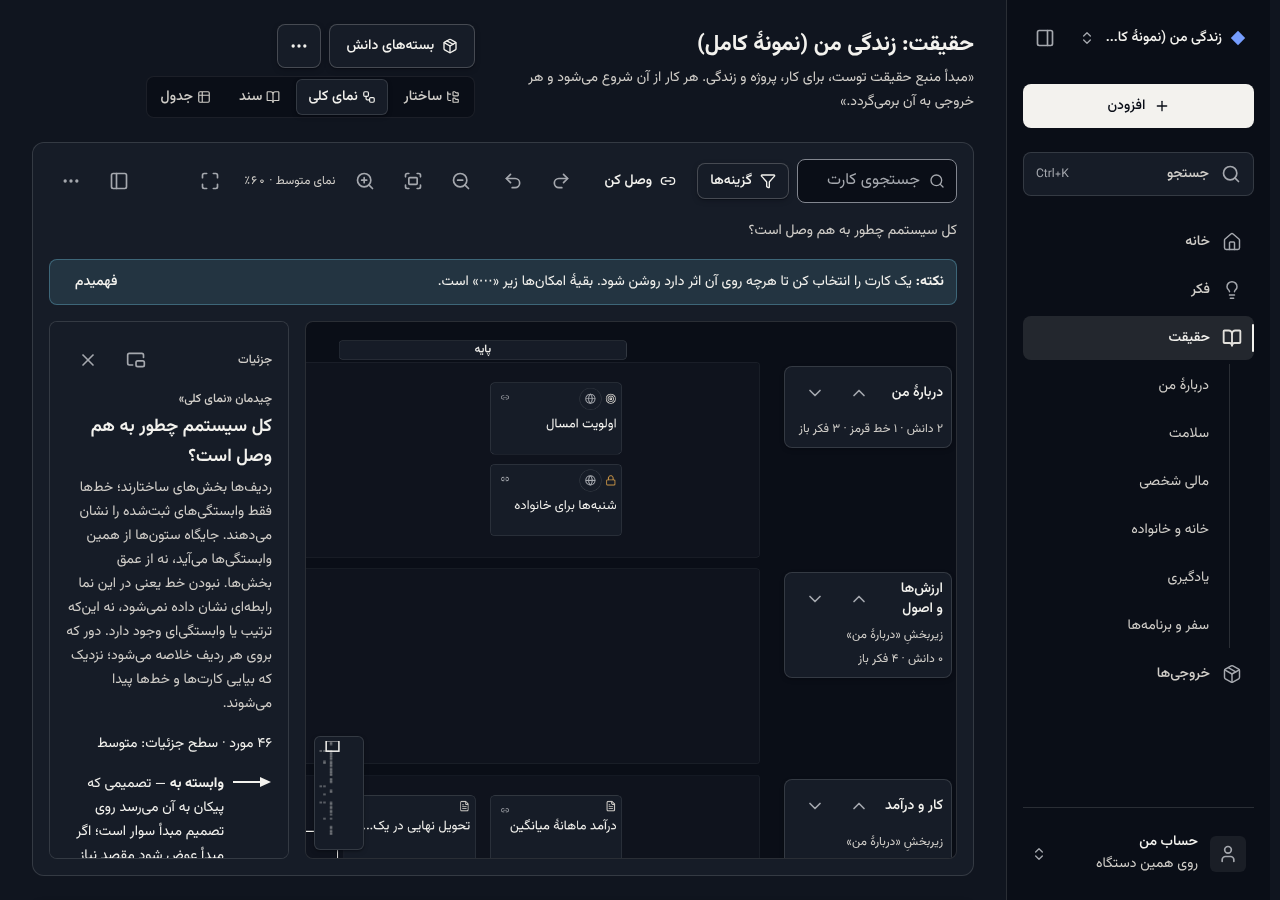 زندگی من (نمونهٔ کا...
افزودن
جستجو
Ctrl+K
خانه
فکر
حقیقت
دربارهٔ من
سلامت
مالی شخصی
خانه و خانواده
یادگیری
سفر و برنامه‌ها
خروجی‌ها
حساب من
روی همین دستگاه
حقیقت: زندگی من (نمونهٔ کامل)
«مبدأ منبع حقیقت توست، برای کار، پروژه و زندگی. هر کار از آن شروع می‌شود و هر
خروجی به آن برمی‌گردد.»
بسته‌های دانش
ساختار
نمای کلی
سند
جدول
جستجوی کارت
گزینه‌ها
وصل کن
نمای متوسط · ۶۰٪
کل سیستمم چطور به هم وصل است؟
نکته: یک کارت را انتخاب کن تا هرچه روی آن اثر دارد روشن شود. بقیهٔ امکان‌ها زیر «···» است.
فهمیدم
پایه
دربارهٔ من
۲ دانش · ۱ خط قرمز · ۳ فکر باز
اولویت امسال
شنبه‌ها برای خانواده
ارزش‌ها
و اصول
زیربخشِ «دربارهٔ من»
۰ دانش · ۴ فکر باز
کار و درآمد
زیربخشِ «دربارهٔ من»
درآمد ماهانهٔ میانگین
تحویل نهایی در یک...
جزئیات
چیدمان «نمای کلی»
کل سیستمم چطور به هم
وصل است؟
ردیف‌ها بخش‌های ساختارند؛ خط‌ها
فقط وابستگی‌های ثبت‌شده را نشان
می‌دهند. جایگاه ستون‌ها از همین
وابستگی‌ها می‌آید، نه از عمق
بخش‌ها. نبودن خط یعنی در این نما
رابطه‌ای نشان داده نمی‌شود، نه این‌که
ترتیب یا وابستگی‌ای وجود دارد. دور که
بروی هر ردیف خلاصه می‌شود؛ نزدیک
که بیایی کارت‌ها و خط‌ها پیدا
می‌شوند.
۴۶ مورد · سطح جزئیات: متوسط
وابسته به — تصمیمی که
پیکان به آن می‌رسد روی
تصمیم مبدأ سوار است؛ اگر
مبدأ عوض شود مقصد نیاز